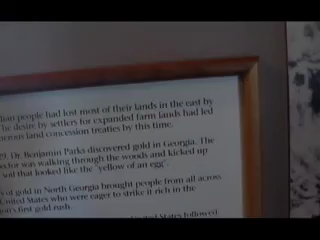 people had lost most of their lands in the east by
The desire by settlers for expanded farm lands had led
land concession treaties by this time.
Dr. Benjamin Parks discovered gold in Georgia. The
was walking through the woods and kicked up
soil that looked like the "yellow of an egg".
of gold in North Georgia brought people from all across
United States who were eager to strike it rich in the
first gold rush.
States followed